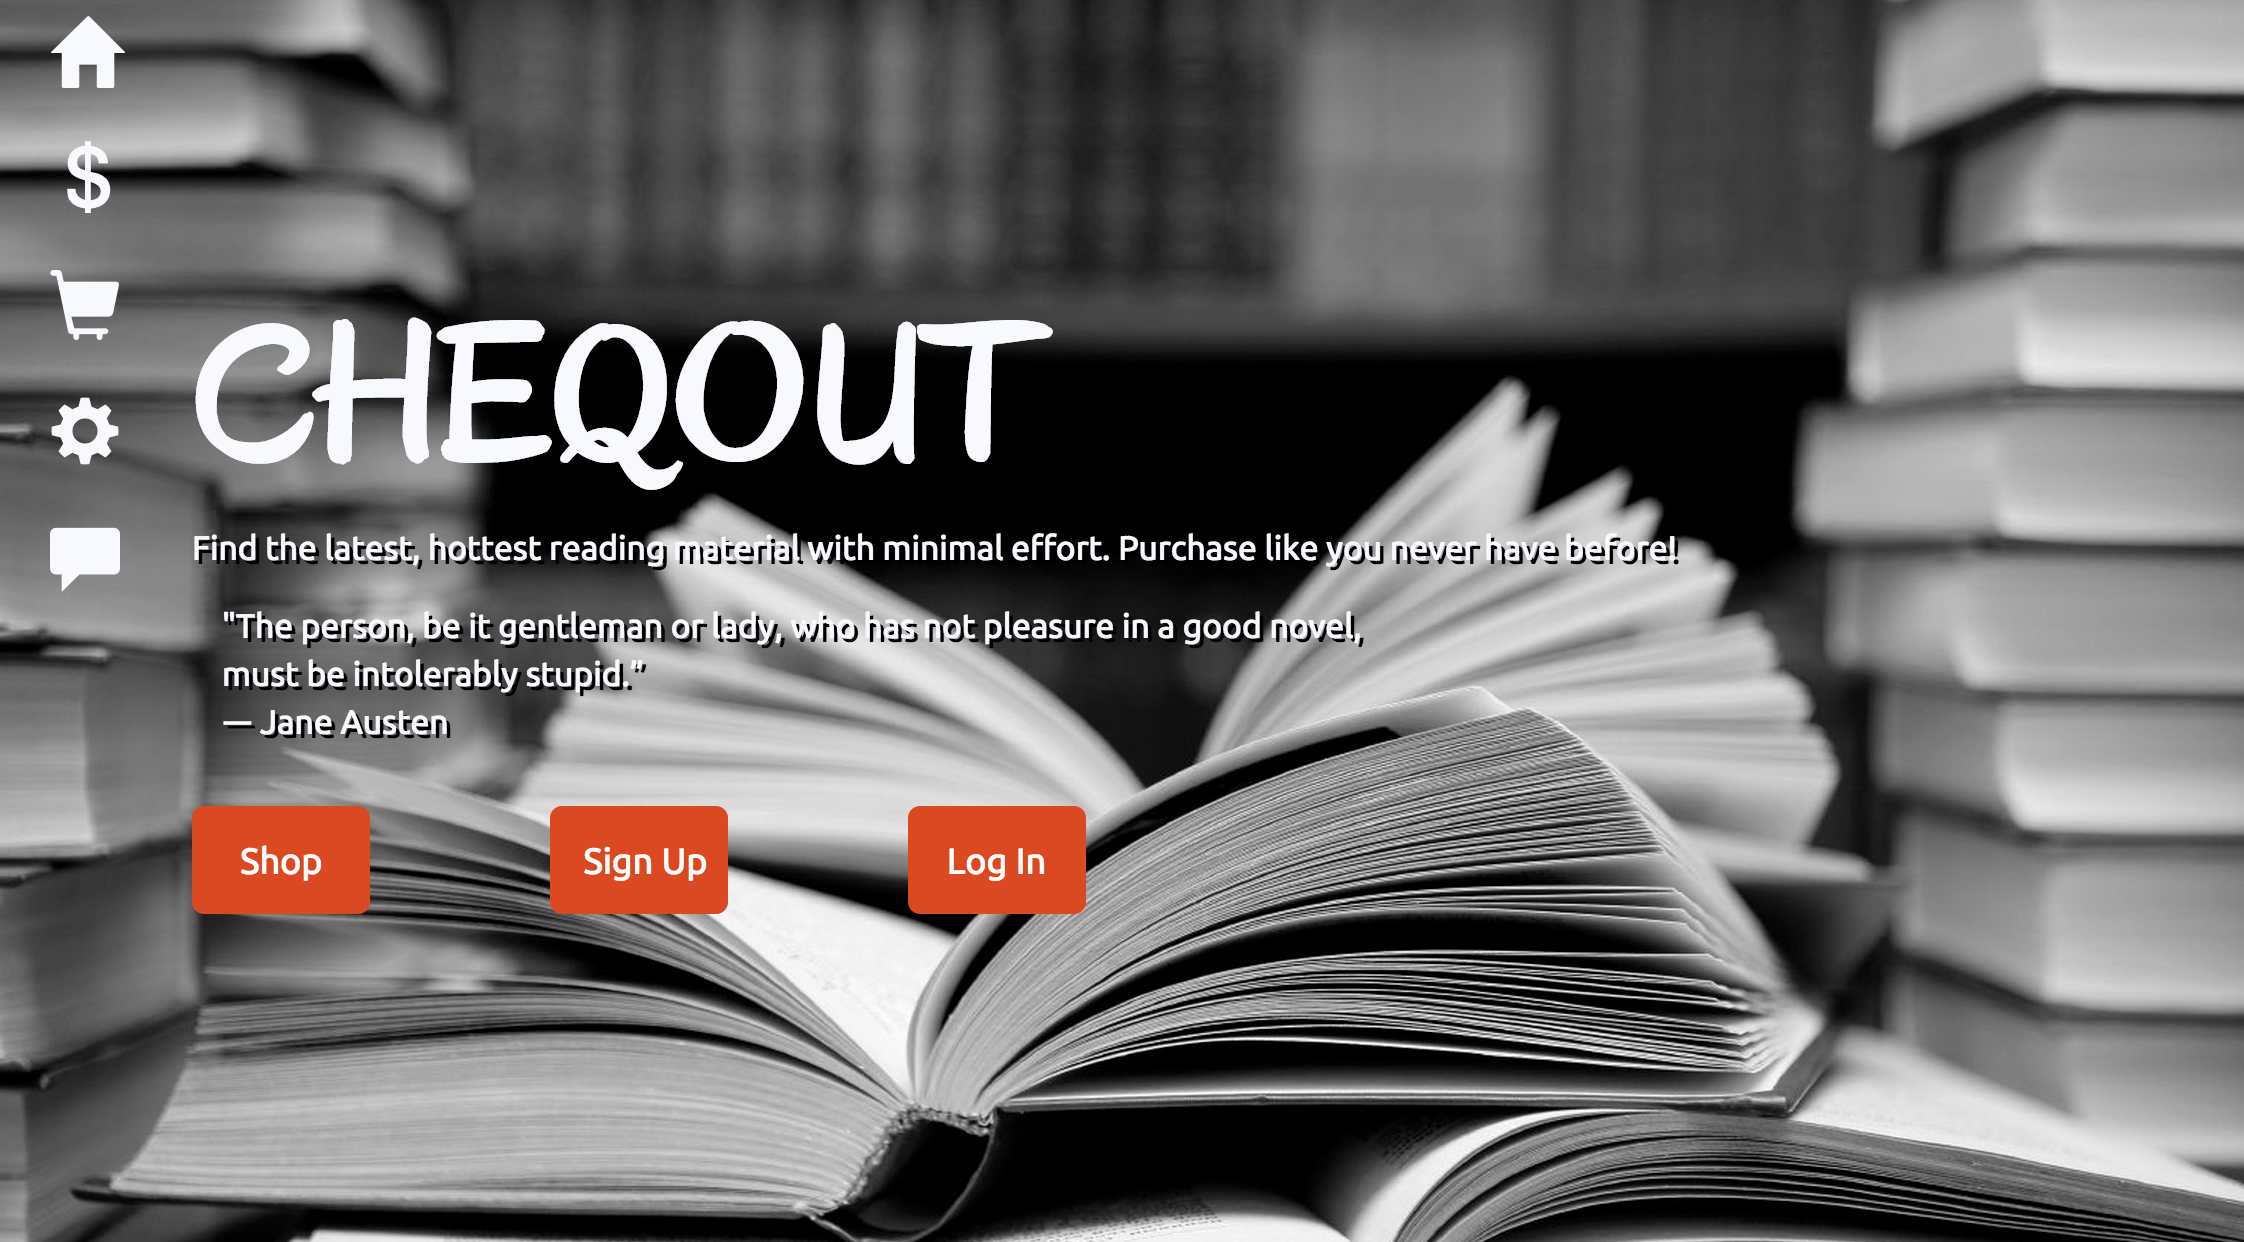 $
CHEQOUT
Find the latest, hottest reading material with minimal effort. Purchase like you never have before!
"The person, be it gentleman or lady, who has not pleasure in a good novel,
must be intolerably stupid.”
— Jane Austen
Shop
Sign Up
Log In